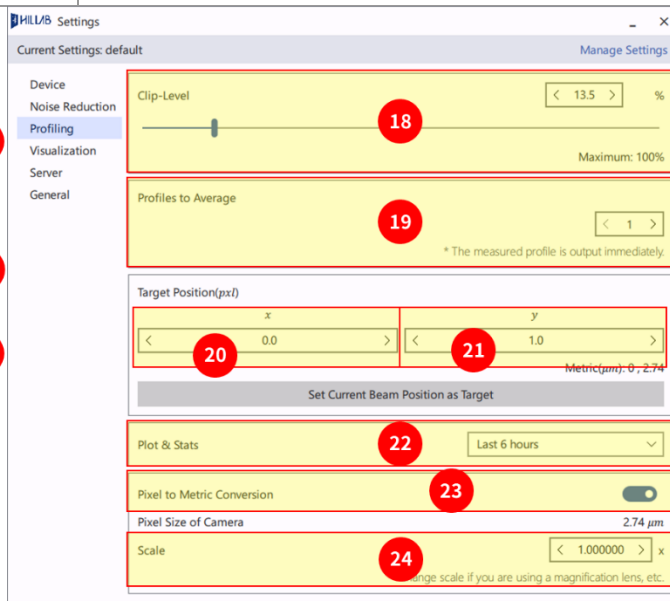 HILLAB Settings
Current Settings: default Manage Settings
Device
Noise Reduction
Profiling
Visualization
Server
General
Clip-Level 13.5 %
18
Maximum: 100%
Profiles to Average
19
1
* The measured profile is output immediately.
Target Position(pxl)
x y
0.0 1.0
20 21
Metric(μm): 0 , 2.74
Set Current Beam Position as Target
Plot & Stats 22 Last 6 hours
Pixel to Metric Conversion 23
Pixel Size of Camera 2.74 μm
Scale 1.000000 x
24
scale if you are using a magnification lens, etc.